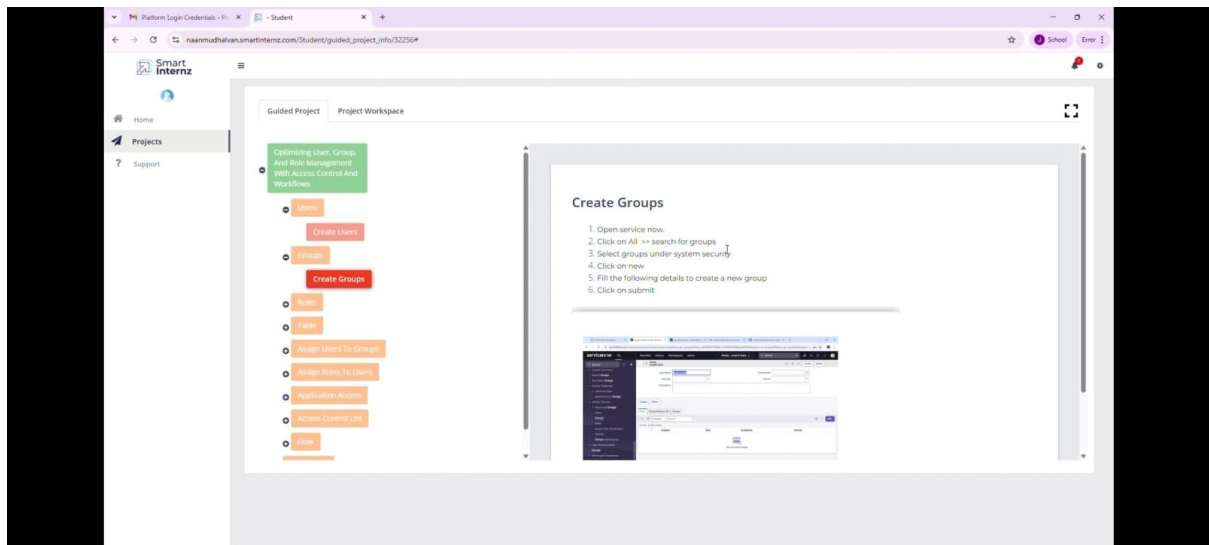 Platform Login Credentials - Pr
- Student
naanmudhalvan.smartinternz.com/Student/guided_project_info/32256#
School
Error
Smart
Internz
Home
Projects
Support
Guided Project
Project Workspace
Optimizing User, Group,
And Role Management
With Access Control And
Workflows
Users
Create Users
Groups
Create Groups
Roles
Table
Assign Users To Groups
Assign Roles To Users
Application Access
Access Control List
Flow
Create Groups
1. Open service now.
2. Click on All >> search for groups
3. Select groups under system security
4. Click on new
5. Fill the following details to create a new group
6. Click on submit
servicenow